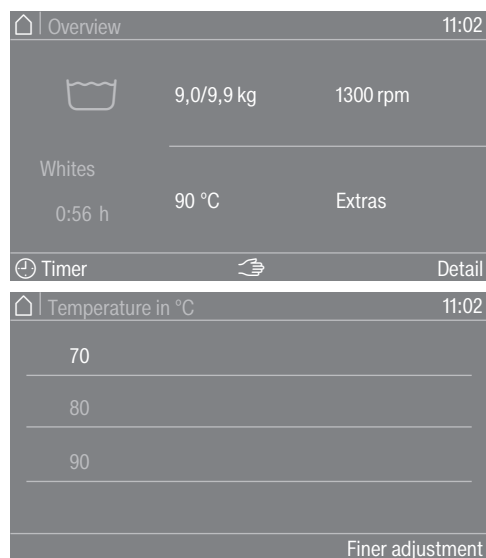 Overview 11:02
9,0/9,9 kg 1300 rpm
Whites
90 °C Extras
0:56 h
Timer Detail
Temperature in °C 11:02
70
80
90
Finer adjustment